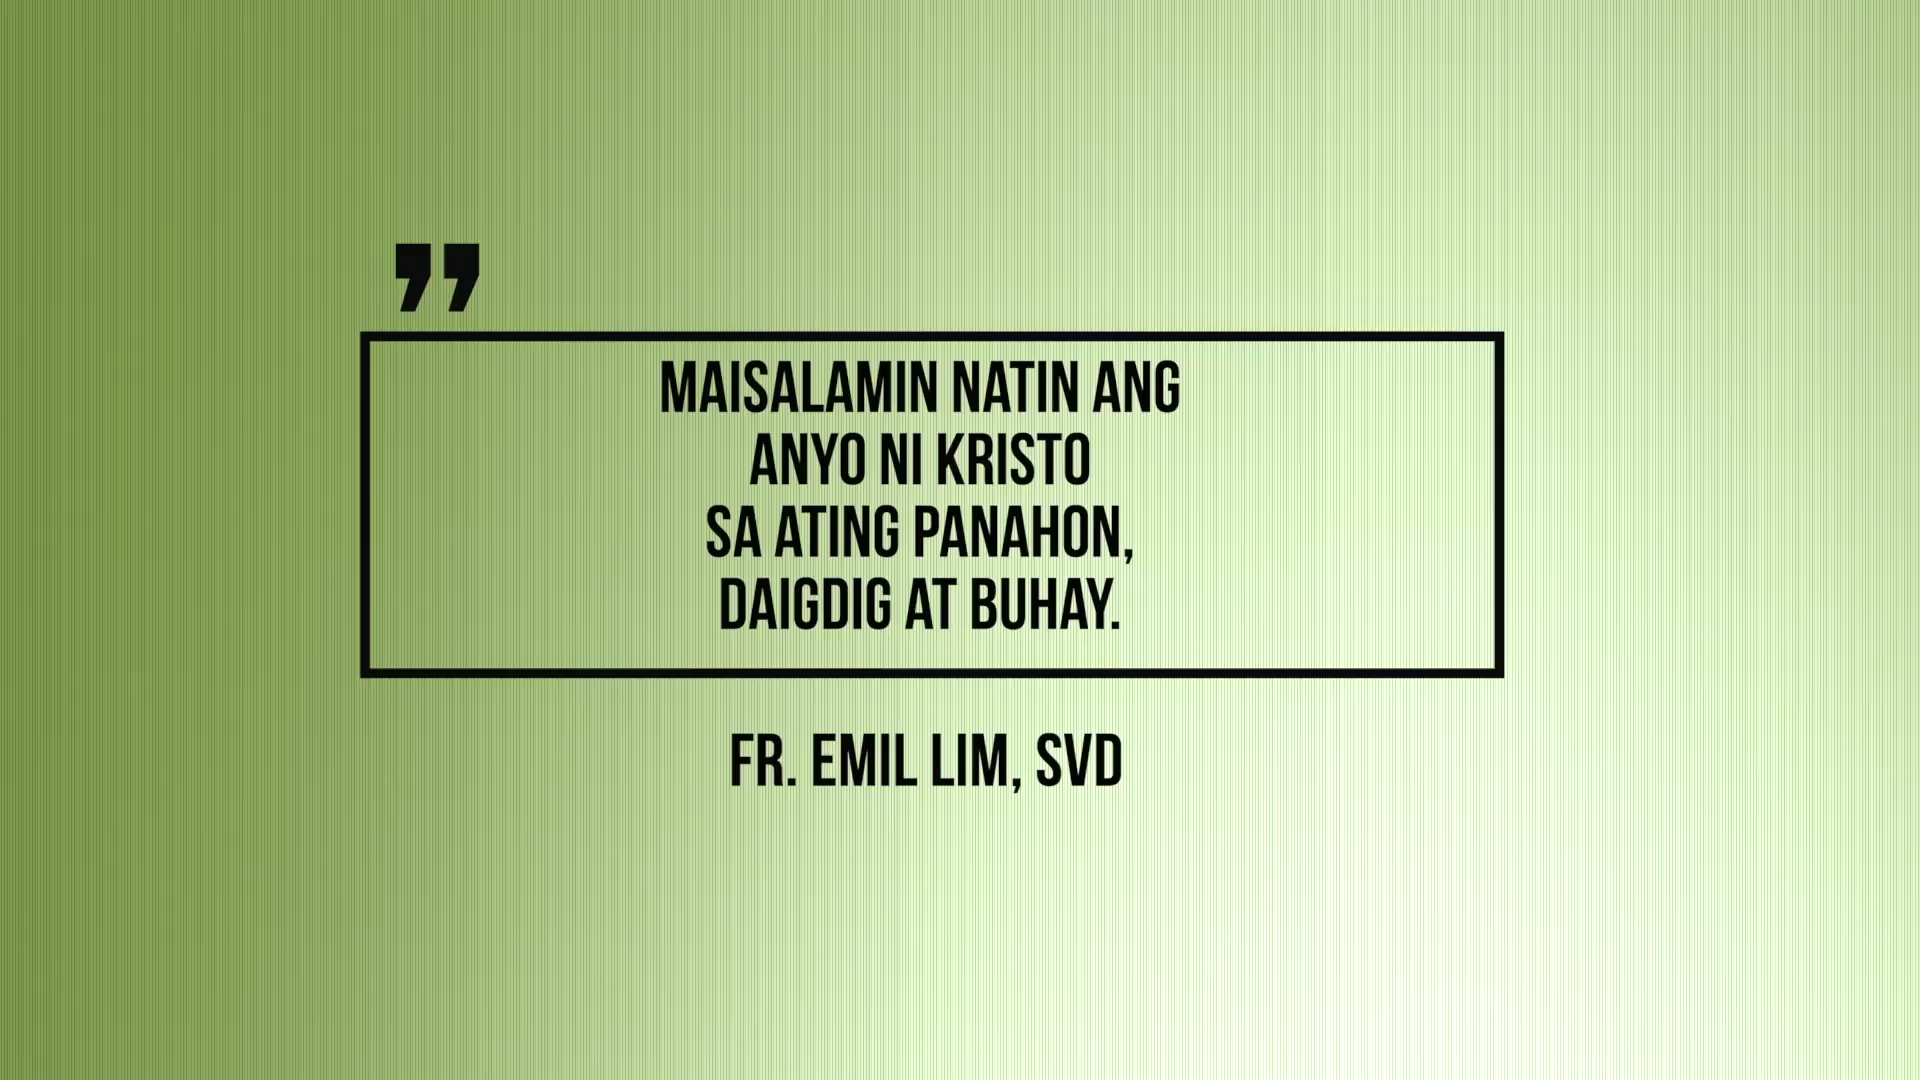 ”
MAISALAMIN NATIN ANG
ANYO NI KRISTO
SA ATING PANAHON,
DAIGDIG AT BUHAY.
FR. EMIL LIM, SVD